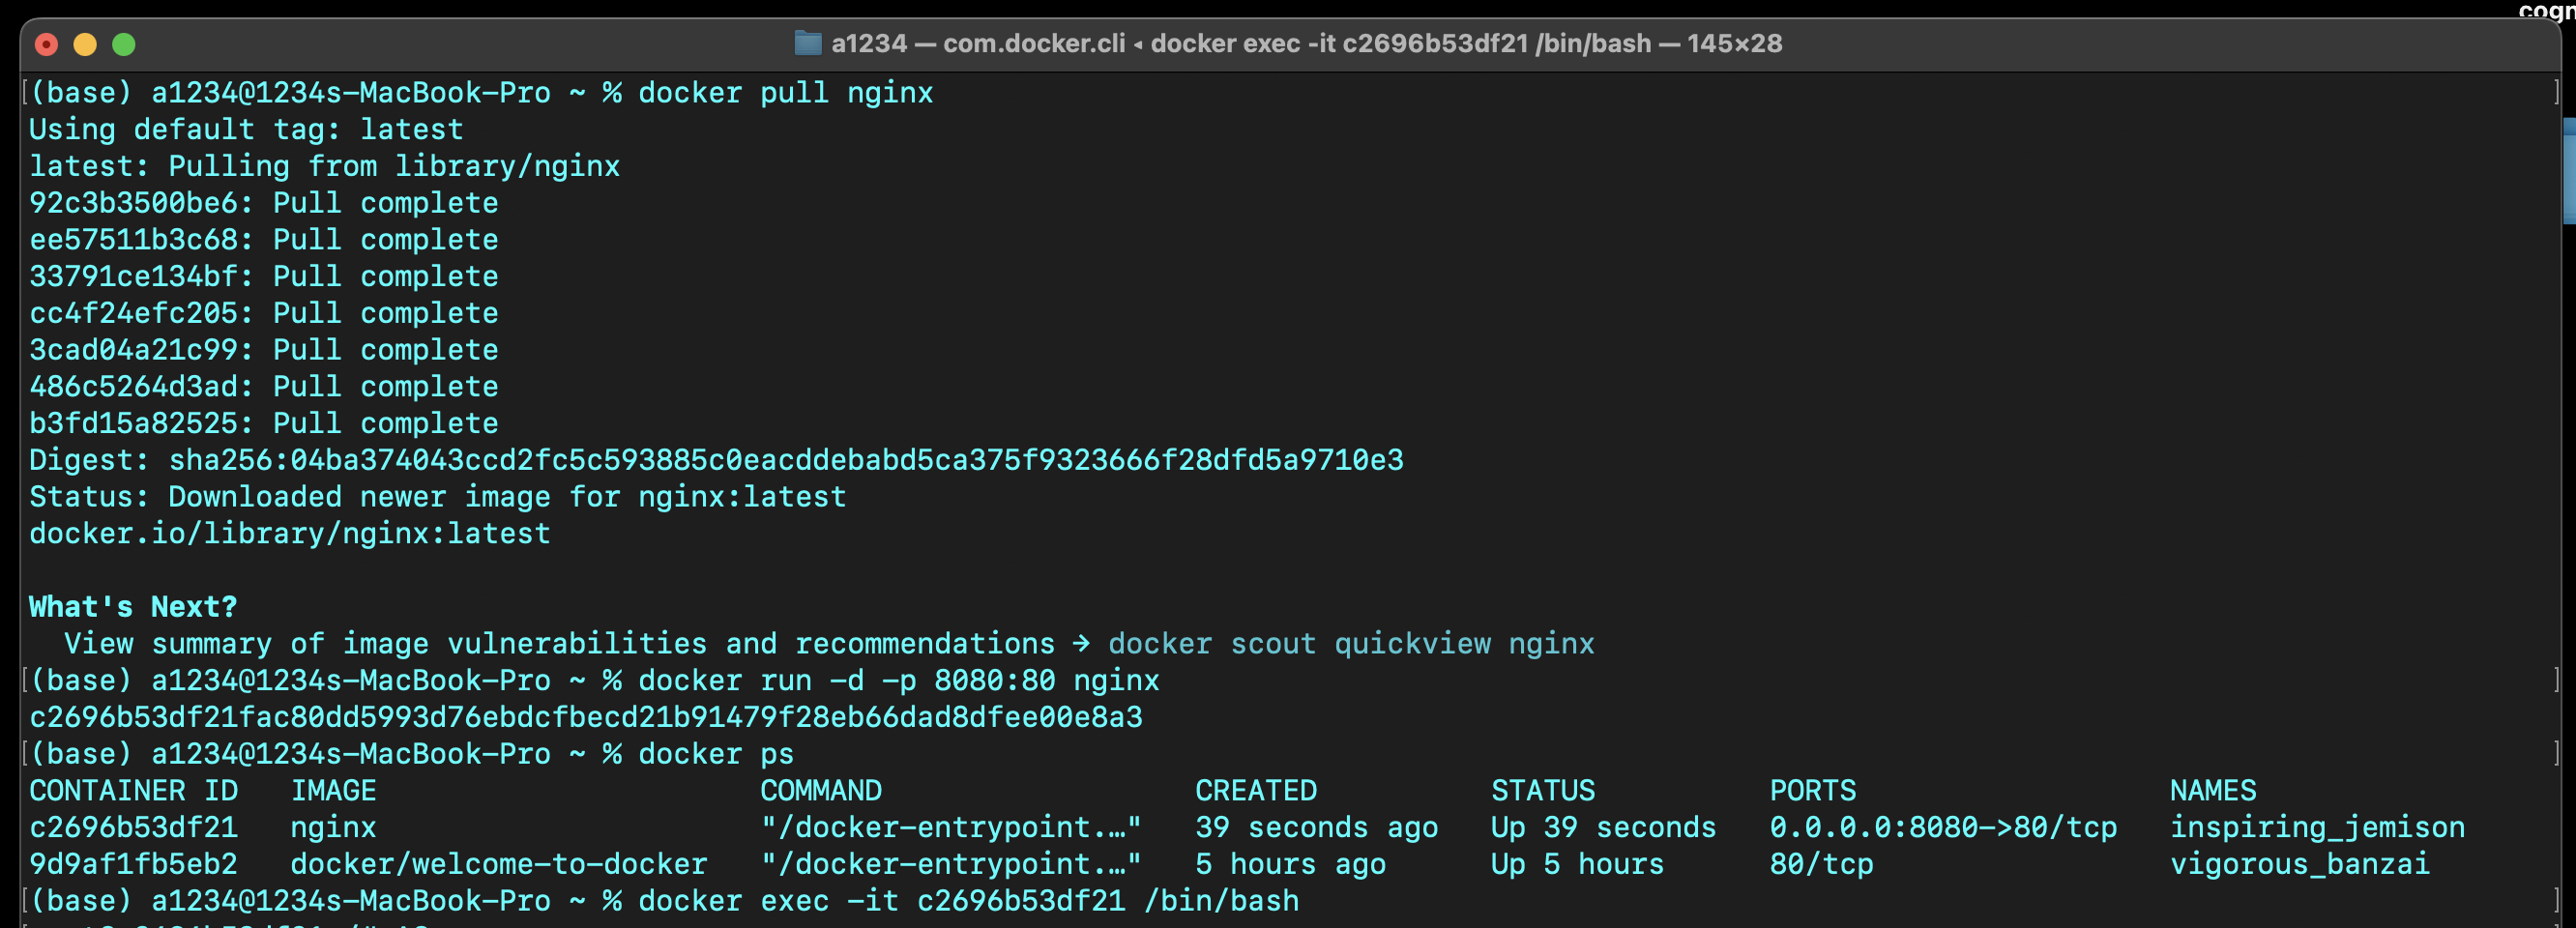 cogn
a1234 — com.docker.cli ◂ docker exec -it c2696b53df21 /bin/bash — 145×28
[(base) a1234@1234s-MacBook-Pro ~ % docker pull nginx ]
Using default tag: latest
latest: Pulling from library/nginx
92c3b3500be6: Pull complete
ee57511b3c68: Pull complete
33791ce134bf: Pull complete
cc4f24efc205: Pull complete
3cad04a21c99: Pull complete
486c5264d3ad: Pull complete
b3fd15a82525: Pull complete
Digest: sha256:04ba374043ccd2fc5c593885c0eacddebabd5ca375f9323666f28dfd5a9710e3
Status: Downloaded newer image for nginx:latest
docker.io/library/nginx:latest
What's Next?
View summary of image vulnerabilities and recommendations → docker scout quickview nginx
[(base) a1234@1234s-MacBook-Pro ~ % docker run -d -p 8080:80 nginx ]
c2696b53df21fac80dd5993d76ebdcfbecd21b91479f28eb66dad8dfee00e8a3
[(base) a1234@1234s-MacBook-Pro ~ % docker ps ]
CONTAINER ID IMAGE COMMAND CREATED STATUS PORTS NAMES
c2696b53df21 nginx "/docker-entrypoint.…" 39 seconds ago Up 39 seconds 0.0.0.0:8080->80/tcp inspiring_jemison
9d9af1fb5eb2 docker/welcome-to-docker "/docker-entrypoint.…" 5 hours ago Up 5 hours 80/tcp vigorous_banzai
[(base) a1234@1234s-MacBook-Pro ~ % docker exec -it c2696b53df21 /bin/bash ]